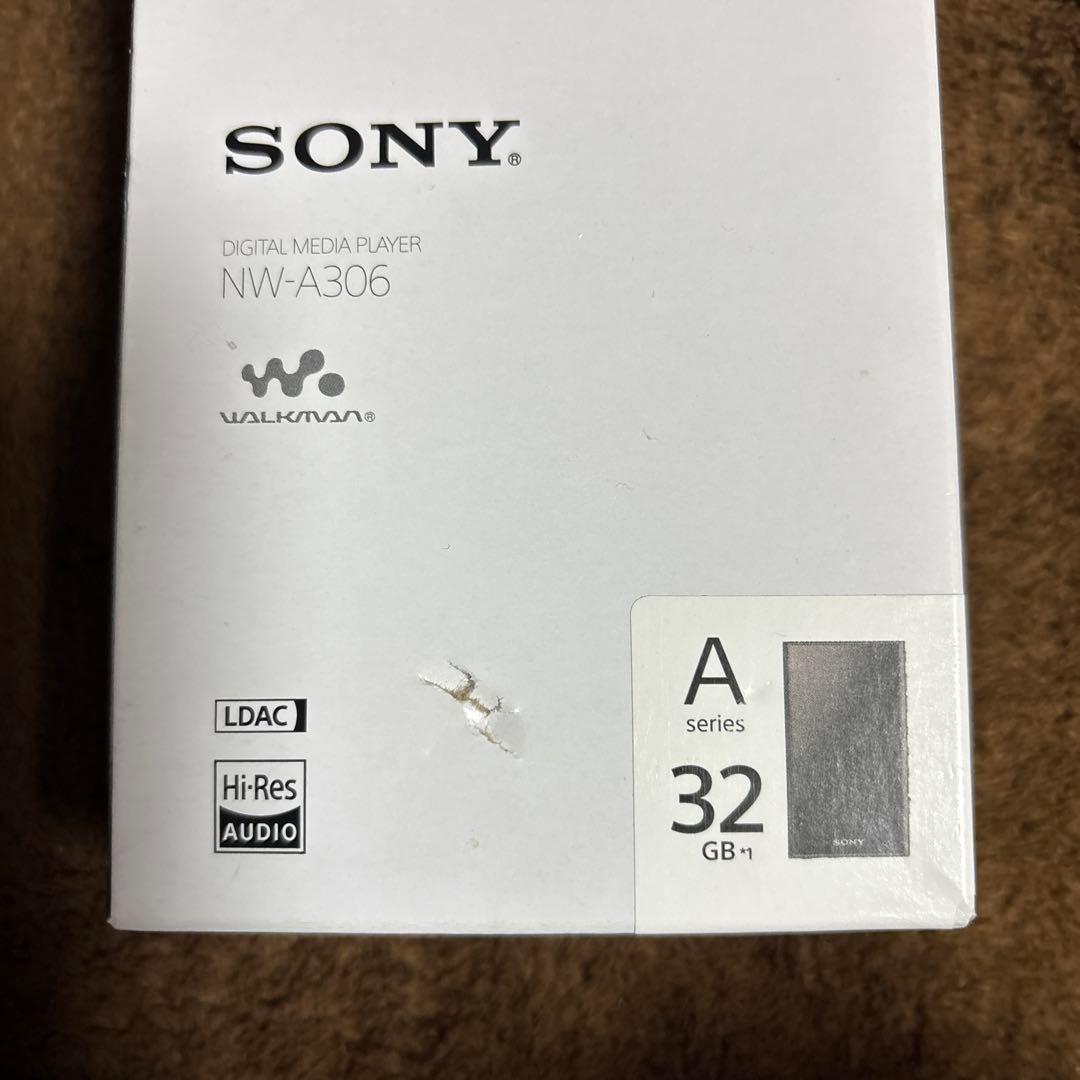 SONY®
DIGITAL MEDIA PLAYER
NW-A306
WALKMAN®
LDAC
Hi-Res
AUDIO
A
series
32
GB *1
SONY